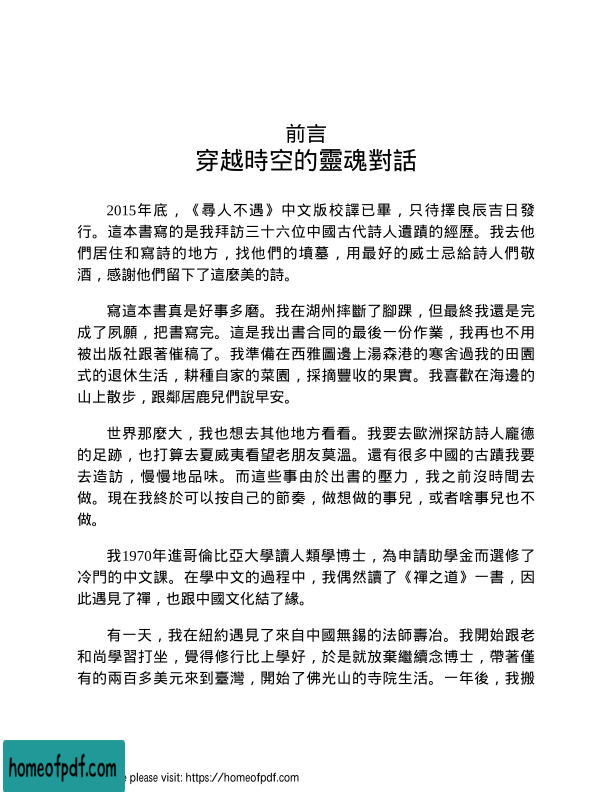 前言
穿越時空的靈魂對話
2015年底，《尋人不遇》中文版校譯已畢，只待擇良辰吉日發
行。這本書寫的是我拜訪三十六位中國古代詩人遺蹟的經歷。我去他
們居住和寫詩的地方，找他們的墳墓，用最好的威士忌給詩人們敬
酒，感謝他們留下了這麼美的詩。
寫這本書真是好事多磨。我在湖州摔斷了腳踝，但最終我還是完
成了夙願，把書寫完。這是我出書合同的最後一份作業，我再也不用
被出版社跟著催稿了。我準備在西雅圖邊上湯森港的寒舍過我的田園
式的退休生活，耕種自家的菜園，採摘豐收的果實。我喜歡在海邊的
山上散步，跟鄰居鹿兒們說早安。
世界那麼大，我也想去其他地方看看。我要去歐洲探訪詩人龐德
的足跡，也打算去夏威夷看望老朋友莫溫。還有很多中國的古蹟我要
去造訪，慢慢地品味。而這些事由於出書的壓力，我之前沒時間去
做。現在我終於可以按自己的節奏，做想做的事兒，或者啥事兒也不
做。
我1970年進哥倫比亞大學讀人類學博士，為申請助學金而選修了
冷門的中文課。在學中文的過程中，我偶然讀了《禪之道》一書，因
此遇見了禪，也跟中國文化結了緣。
有一天，我在紐約遇見了來自中國無錫的法師壽冶。我開始跟老
和尚學習打坐，覺得修行比上學好，於是就放棄繼續念博士，帶著僅
有的兩百多美元來到臺灣，開始了佛光山的寺院生活。一年後，我搬
homeofpdf.com
e please visit: https://homeofpdf.com